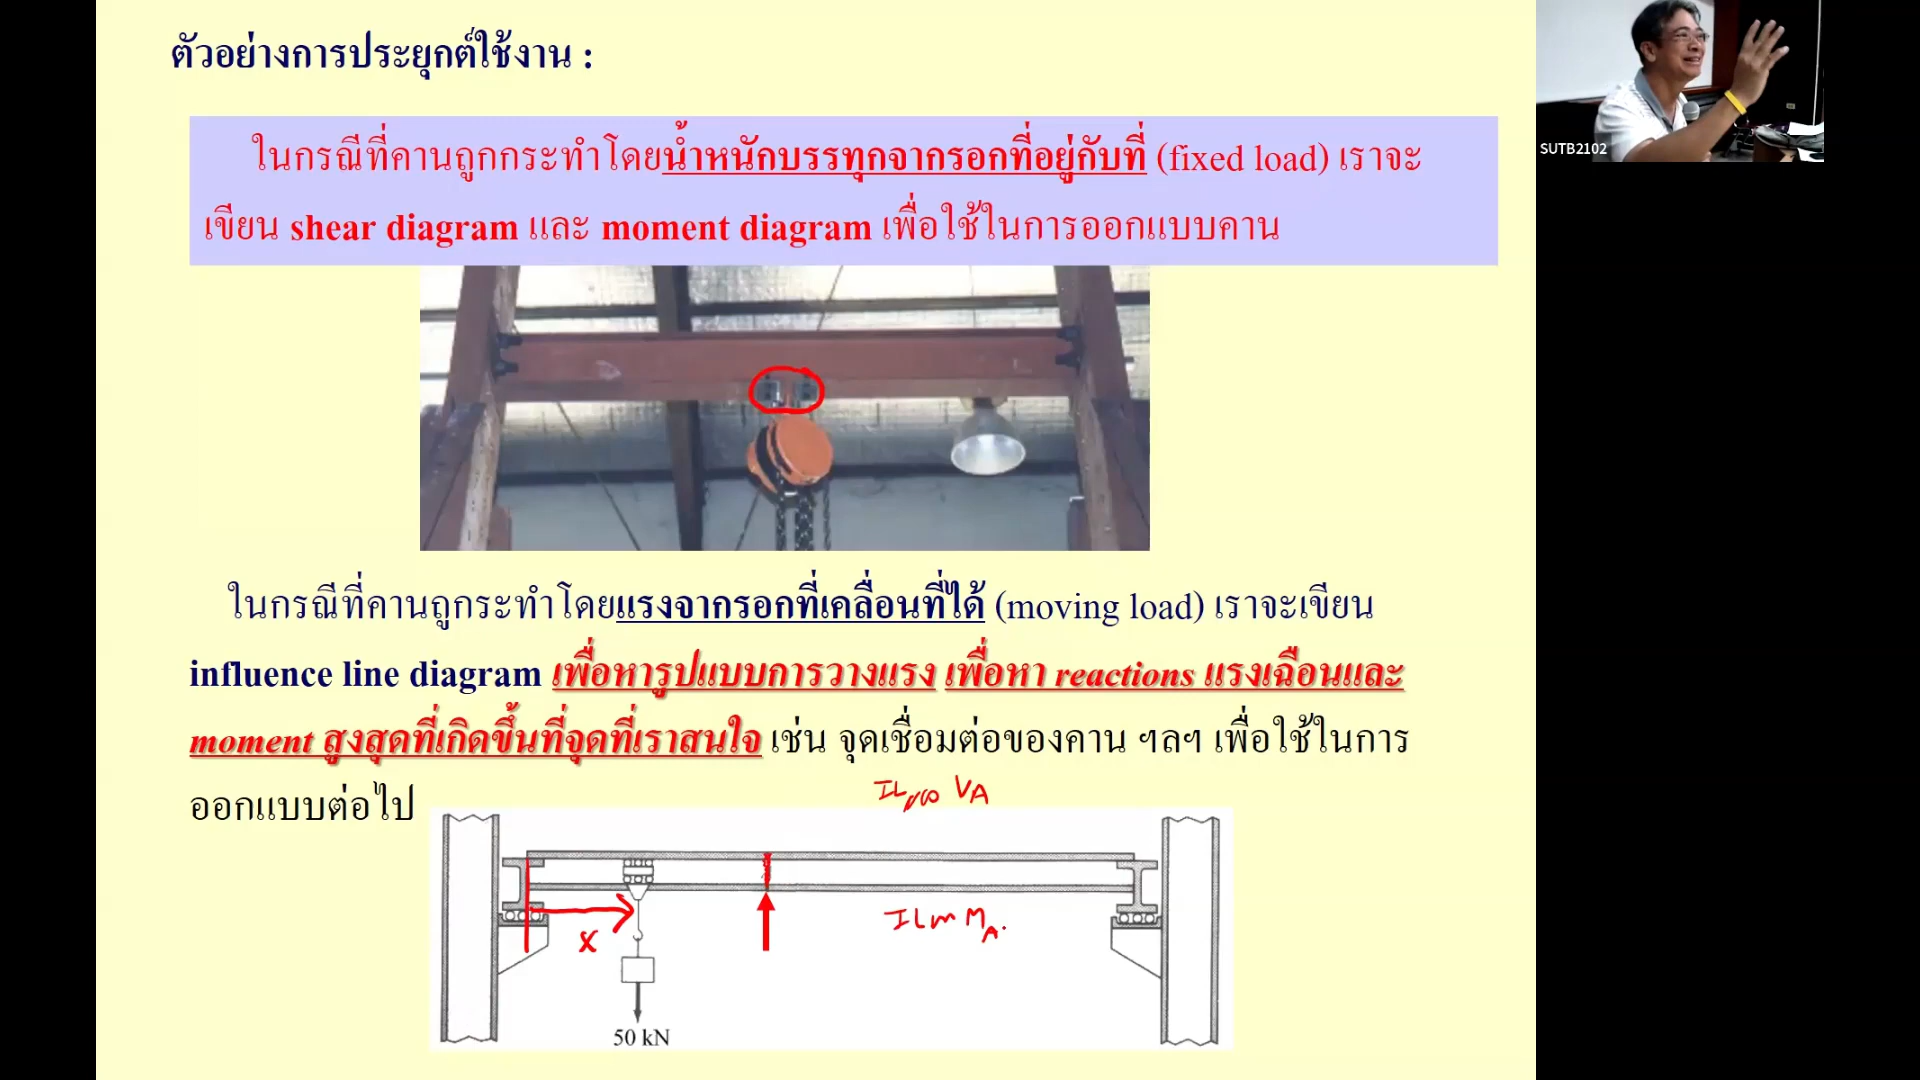 ตัวอย่างการประยุกต์ใช้งาน :
ในกรณีที่คานถูกกระทำโดยน้ำหนักบรรทุกจากรอกที่อยู่กับที่ (fixed load) เราจะ
เขียน shear diagram และ moment diagram เพื่อใช้ในการออกแบบคาน
ในกรณีที่คานถูกระทำโดยแรงจากรอกที่เคลื่อนที่ได้ (moving load) เราจะเขียน
influence line diagram เพื่อหารูปแบบการวางแรง เพื่อหา reactions แรงเฉือนและ
moment สูงสุดที่เกิดขึ้นที่จุดที่เราสนใจ เช่น จุดเชื่อมต่อของคาน ฯลฯ เพื่อใช้ในการ
ออกแบบต่อไป
IL VA
x
IL MA.
50 kN
SUTB2102